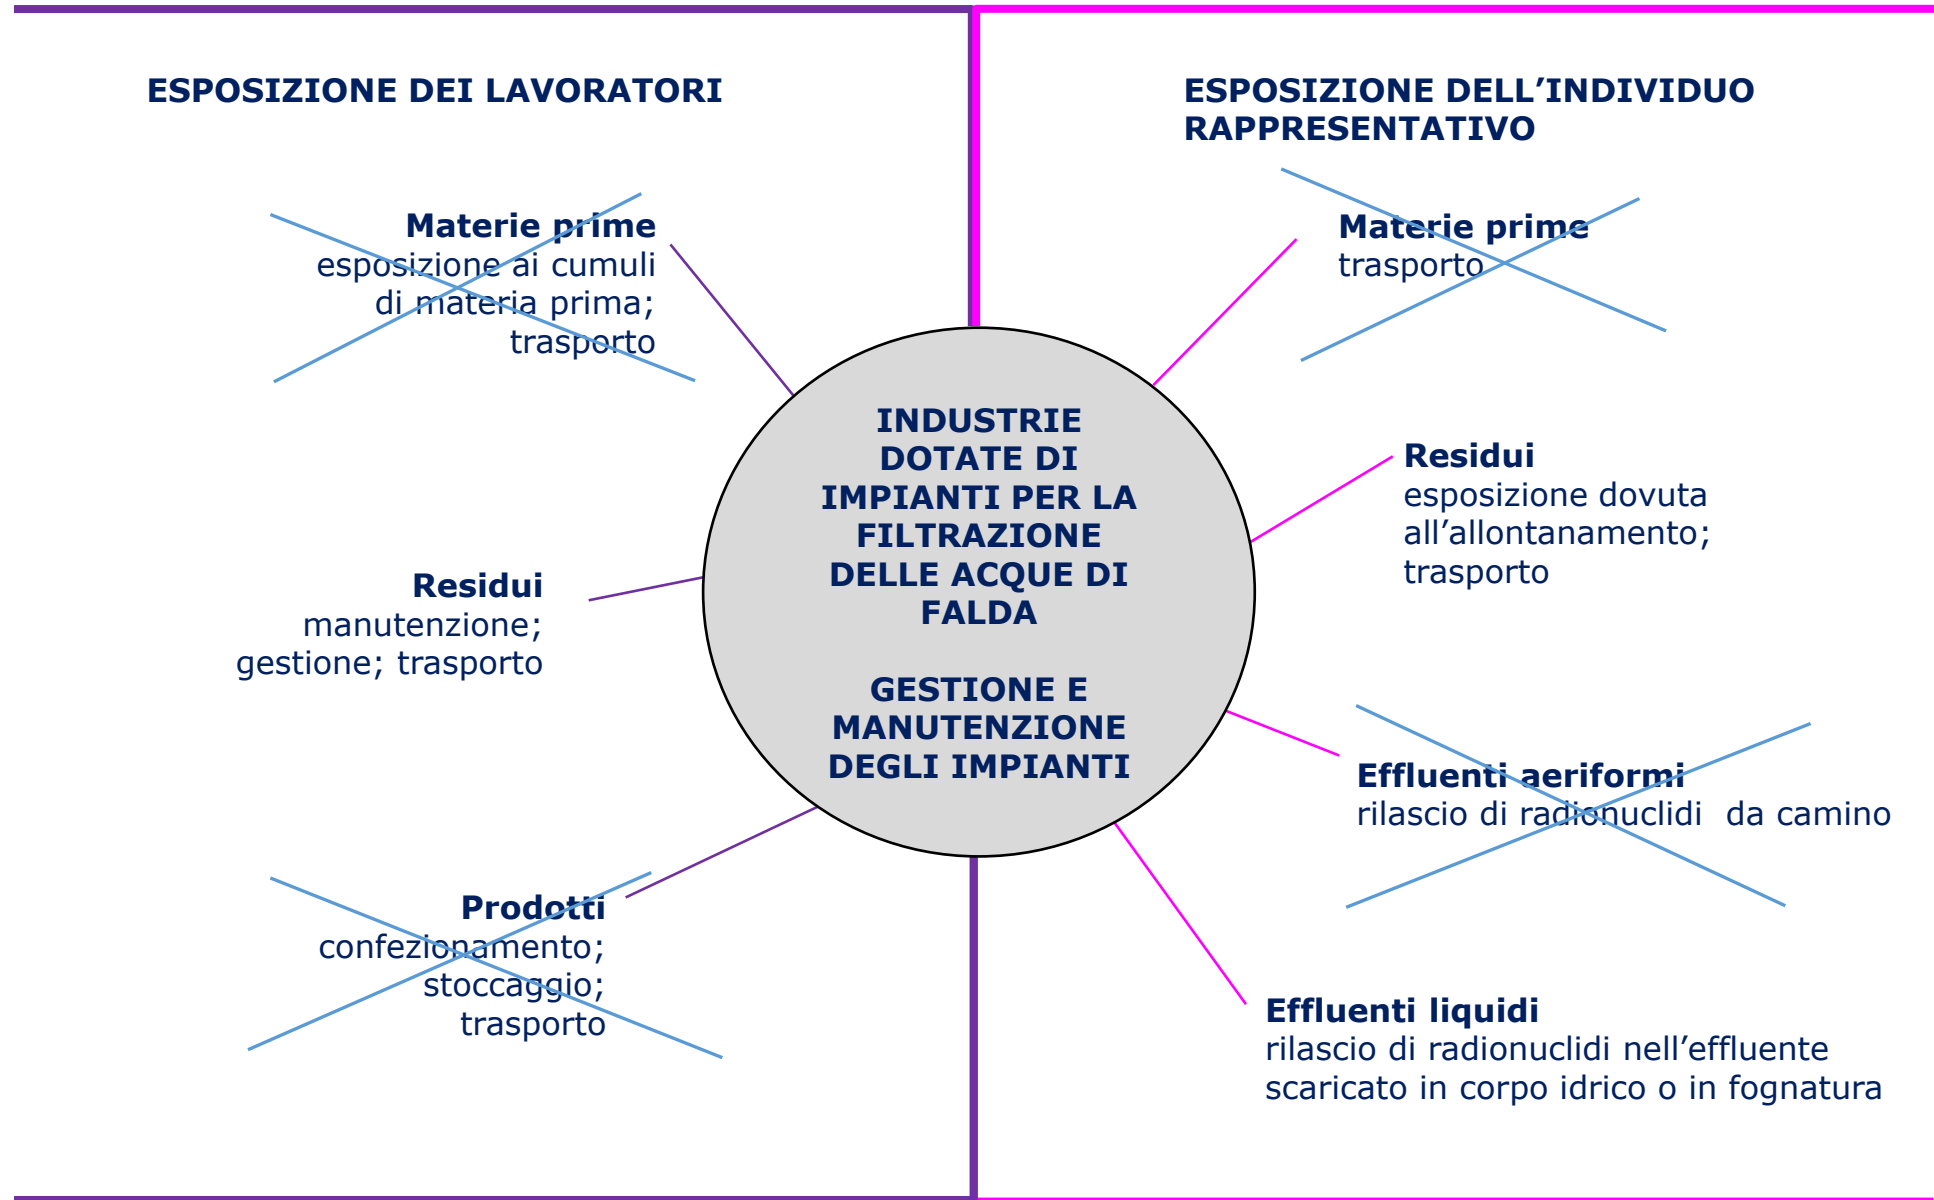 ESPOSIZIONE DEI LAVORATORI
Materie prime
esposizione ai cumuli
di materia prima;
trasporto
Residui
manutenzione;
gestione; trasporto
Prodotti
confezionamento;
stoccaggio;
trasporto
INDUSTRIE
DOTATE DI
IMPIANTI PER LA
FILTRAZIONE
DELLE ACQUE DI
FALDA
GESTIONE E
MANUTENZIONE
DEGLI IMPIANTI
ESPOSIZIONE DELL’INDIVIDUO
RAPPRESENTATIVO
Materie prime
trasporto
Residui
esposizione dovuta
all’allontanamento;
trasporto
Effluenti aeriformi
rilascio di radionuclidi  da camino
Effluenti liquidi
rilascio di radionuclidi nell’effluente
scaricato in corpo idrico o in fognatura